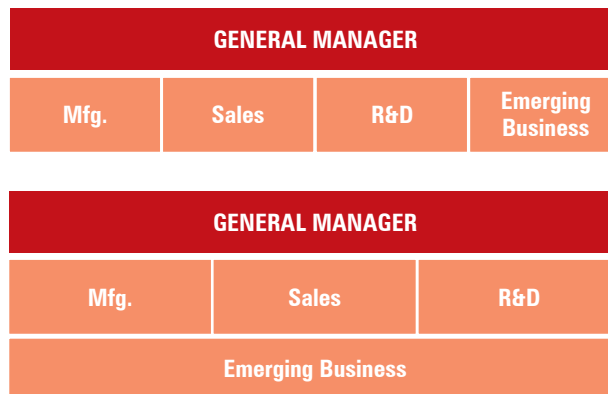 GENERAL MANAGER
Mfg. Sales R&D Emerging
Business
GENERAL MANAGER
Mfg. Sales R&D
Emerging Business